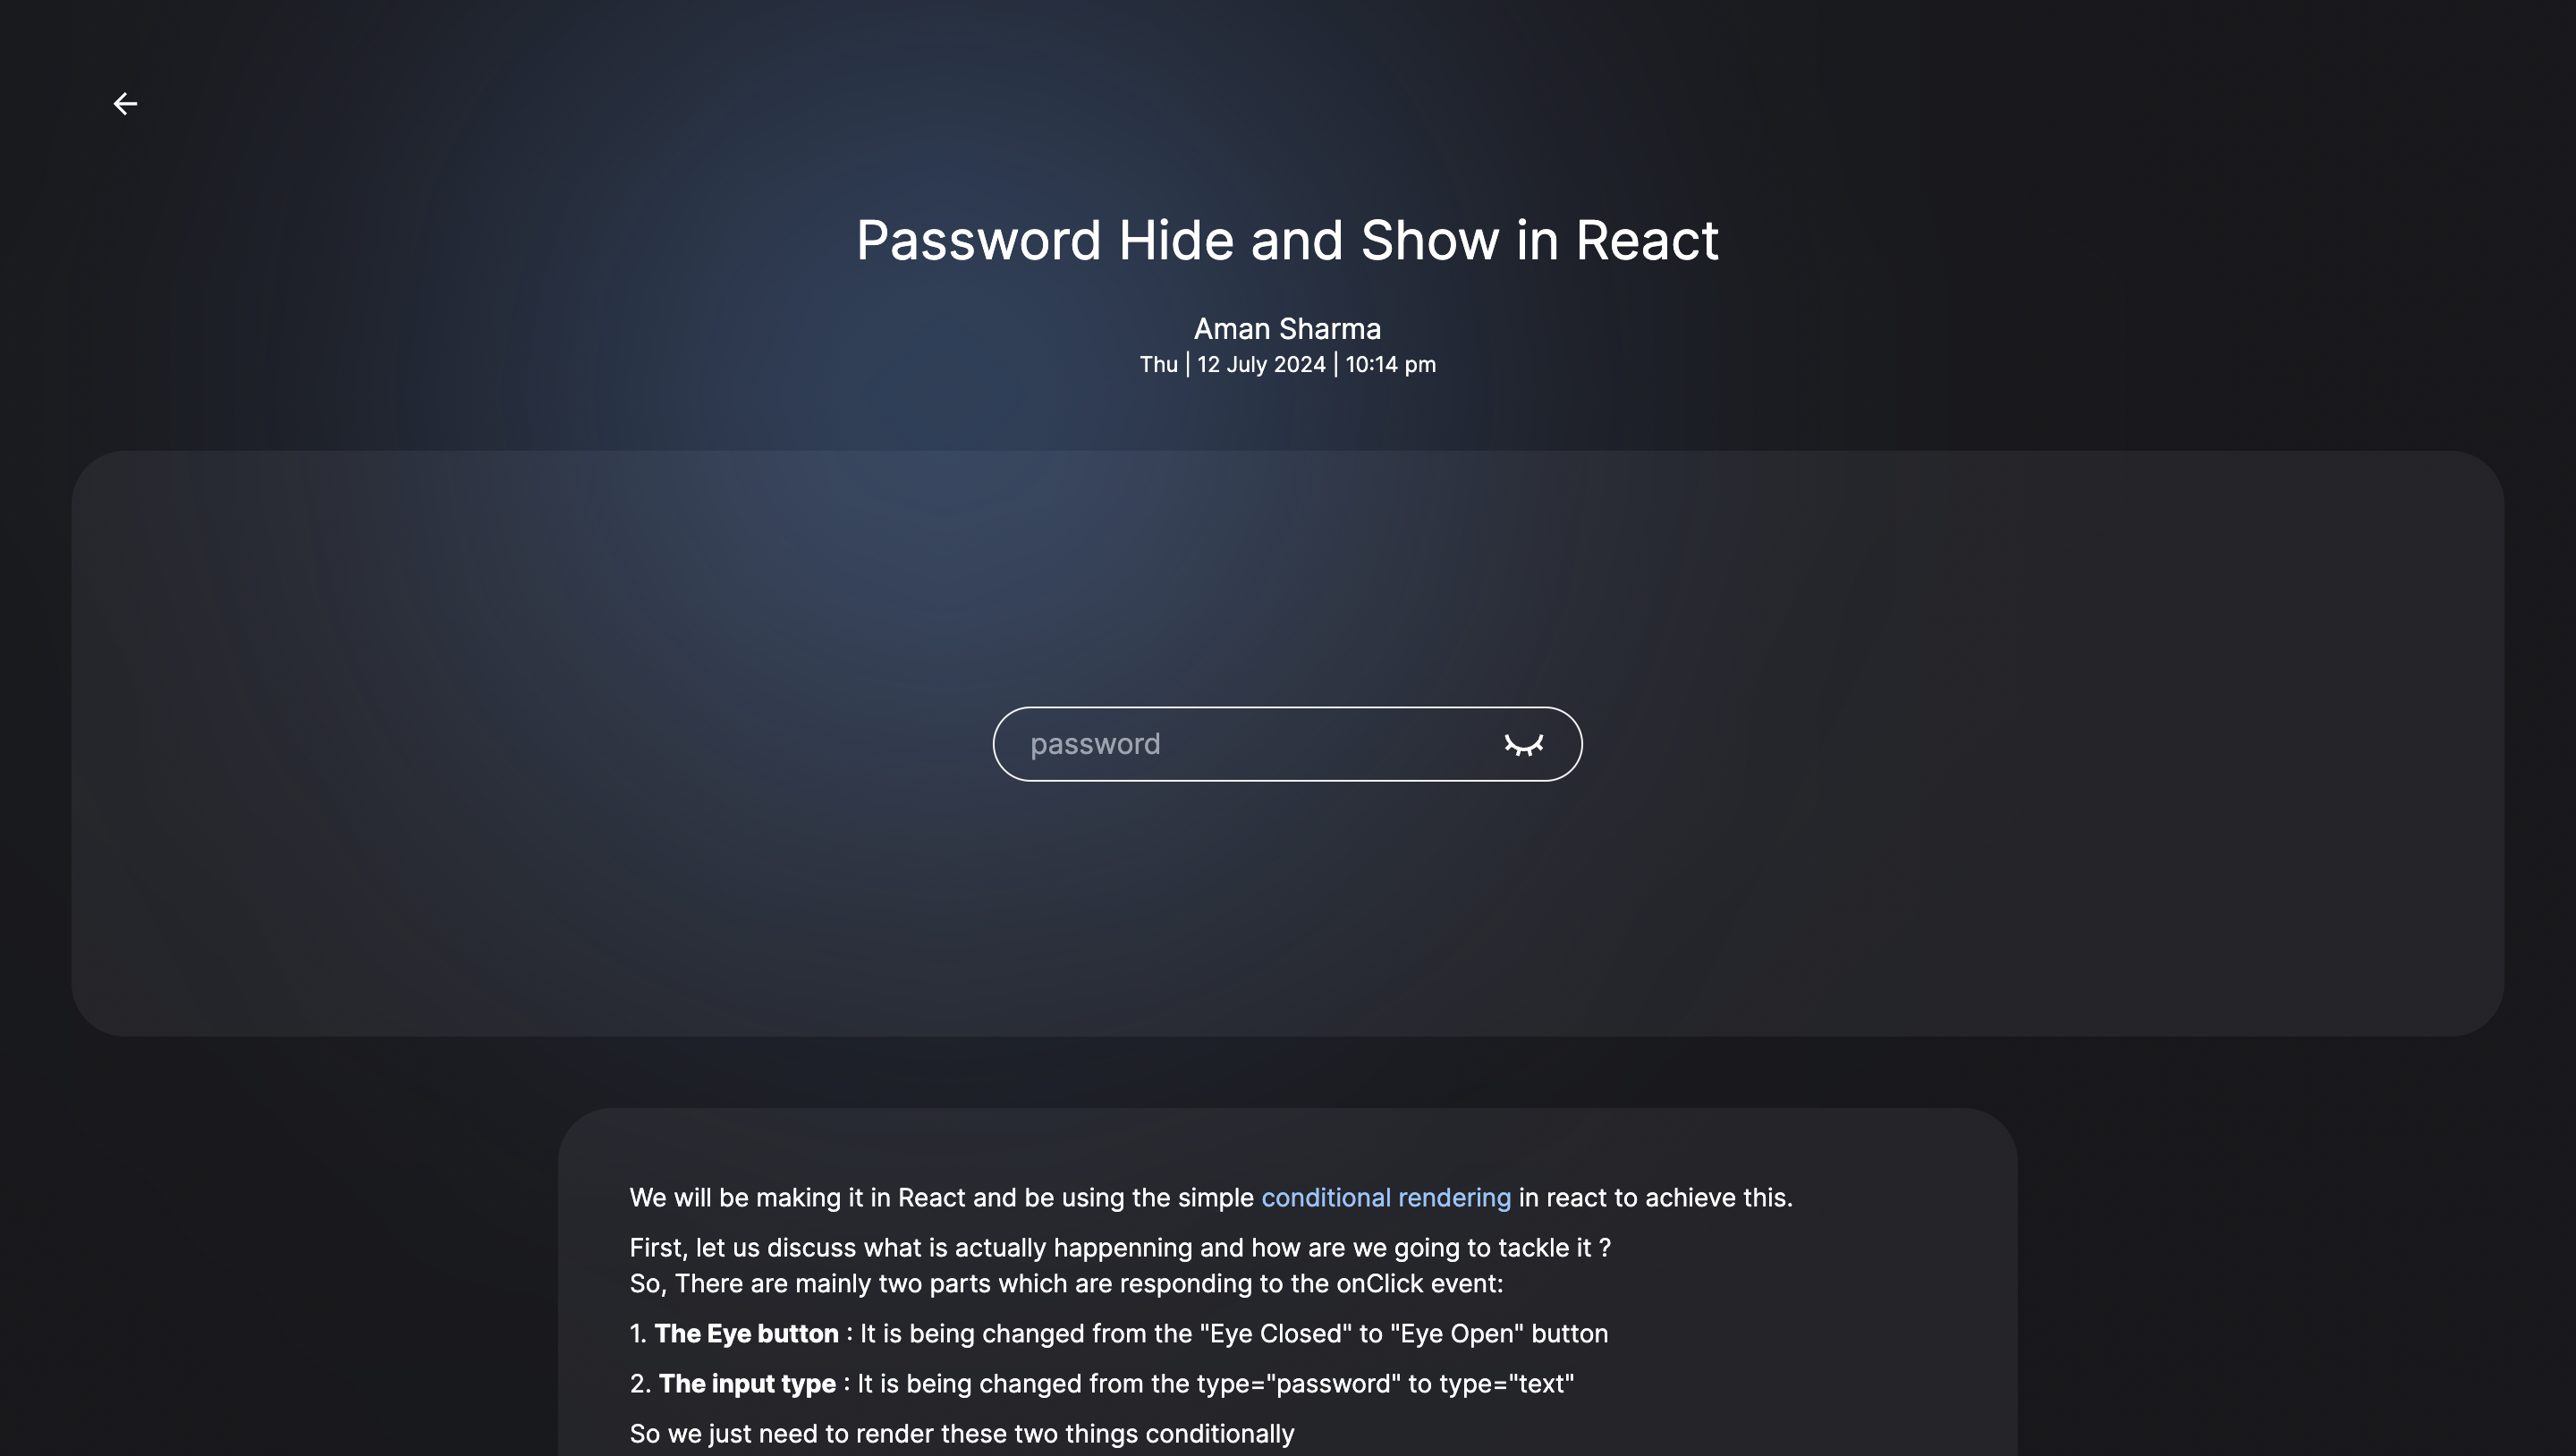 Password Hide and Show in React
Aman Sharma
Thu | 12 July 2024 | 10:14 pm
password
We will be making it in React and be using the simple conditional rendering in react to achieve this.
First, let us discuss what is actually happenning and how are we going to tackle it ?
So, There are mainly two parts which are responding to the onClick event:
1. The Eye button : It is being changed from the "Eye Closed" to "Eye Open" button
2. The input type : It is being changed from the type="password" to type="text"
So we just need to render these two things conditionally